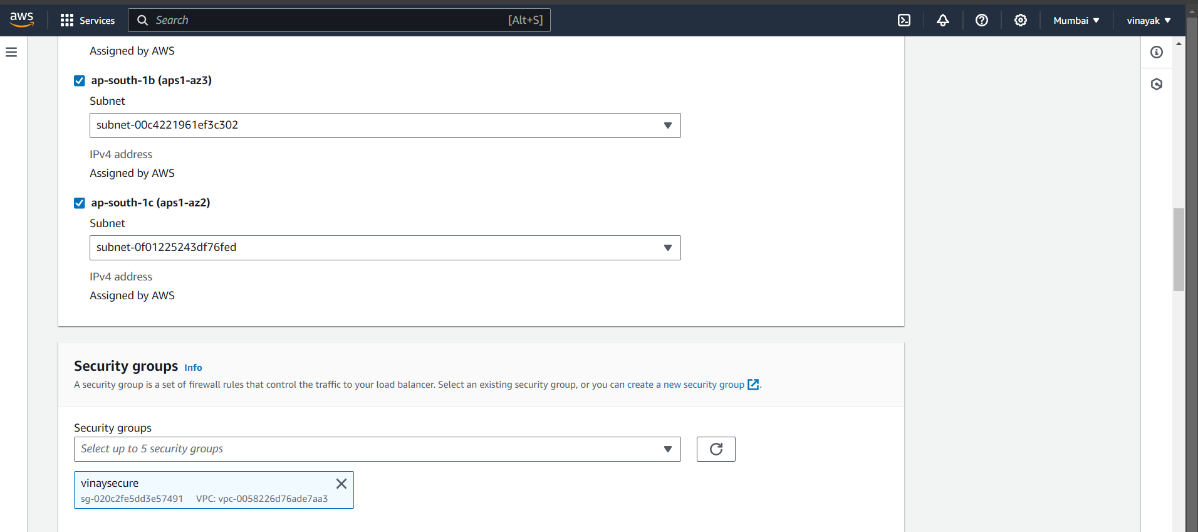 aws Services Search [Alt+S] Mumbai ▼ vinayak ▼
Assigned by AWS
ap-south-1b (aps1-az3)
Subnet
subnet-00c4221961ef3c302
IPv4 address
Assigned by AWS
ap-south-1c (aps1-az2)
Subnet
subnet-0f01225243df76fed
IPv4 address
Assigned by AWS
Security groups Info
A security group is a set of firewall rules that control the traffic to your load balancer. Select an existing security group, or you can create a new security group.
Security groups
Select up to 5 security groups
vinaysecure
sg-020c2fe5dd3e57491 VPC: vpc-0058226d76ade7aa3